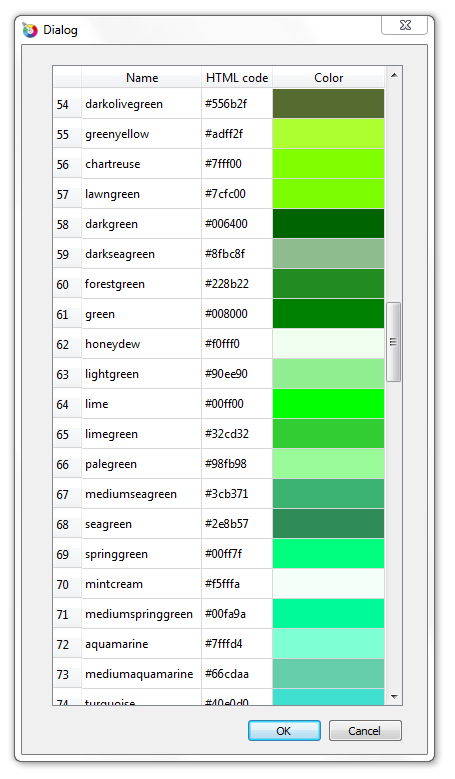 Dialog
Name HTML code Color
54 darkolivegreen #556b2f
55 greenyellow #adff2f
56 chartreuse #7fff00
57 lawngreen #7cfc00
58 darkgreen #006400
59 darkseagreen #8fbc8f
60 forestgreen #228b22
61 green #008000
62 honeydew #f0fff0
63 lightgreen #90ee90
64 lime #00ff00
65 limegreen #32cd32
66 palegreen #98fb98
67 mediumseagreen #3cb371
68 seagreen #2e8b57
69 springgreen #00ff7f
70 mintcream #f5fffa
71 mediumspringgreen #00fa9a
72 aquamarine #7fffd4
73 mediumaquamarine #66cdaa
74 turquoise #40e0d0
OK Cancel